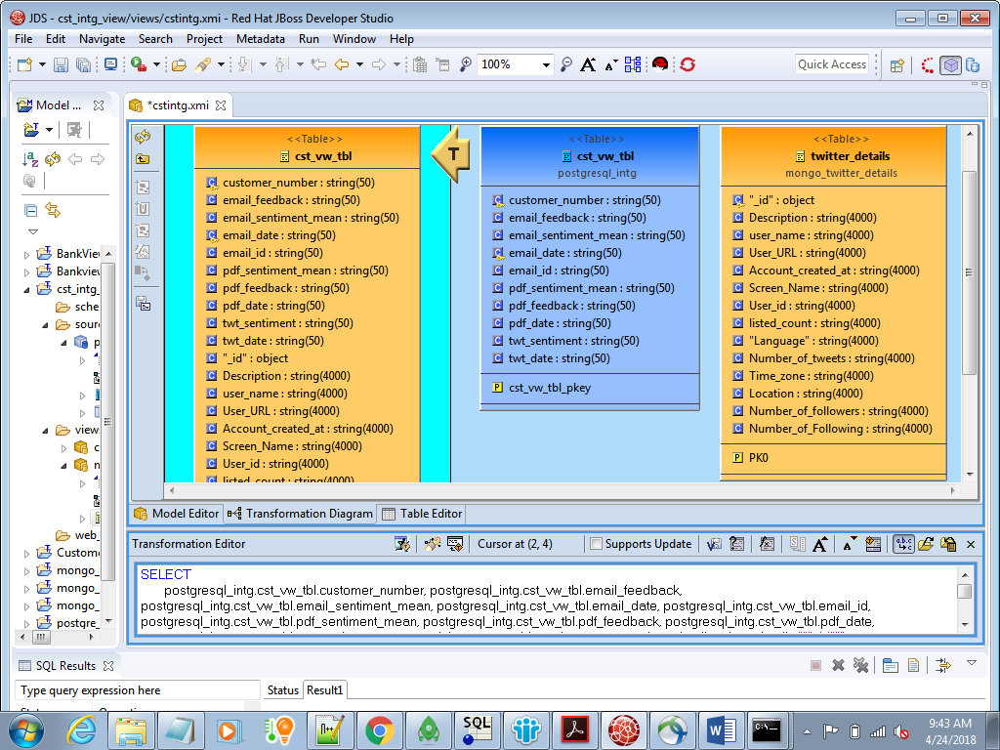 JDS - cst_intg_view/views/cstintg.xmi - Red Hat JBoss Developer Studio
File Edit Navigate Search Project Metadata Run Window Help
100%
Quick Access
Model ...
*cstintg.xmi
BankView
Bankview
cst_intg_
sche
sourc
p
view
c
n
web_
Custome
mongo_
mongo_
mongo_
postgre_
<<Table>>
cst_vw_tbl
customer_number : string(50)
email_feedback : string(50)
email_sentiment_mean : string(50)
email_date : string(50)
email_id : string(50)
pdf_sentiment_mean : string(50)
pdf_feedback : string(50)
pdf_date : string(50)
twt_sentiment : string(50)
twt_date : string(50)
"_id" : object
Description : string(4000)
user_name : string(4000)
User_URL : string(4000)
Account_created_at : string(4000)
Screen_Name : string(4000)
User_id : string(4000)
listed_count : string(4000)
T
<<Table>>
cst_vw_tbl
postgresql_intg
customer_number : string(50)
email_feedback : string(50)
email_sentiment_mean : string(50)
email_date : string(50)
email_id : string(50)
pdf_sentiment_mean : string(50)
pdf_feedback : string(50)
pdf_date : string(50)
twt_sentiment : string(50)
twt_date : string(50)
cst_vw_tbl_pkey
<<Table>>
twitter_details
mongo_twitter_details
"_id" : object
Description : string(4000)
user_name : string(4000)
User_URL : string(4000)
Account_created_at : string(4000)
Screen_Name : string(4000)
User_id : string(4000)
listed_count : string(4000)
"Language" : string(4000)
Number_of_tweets : string(4000)
Time_zone : string(4000)
Location : string(4000)
Number_of_followers : string(4000)
Number_of_Following : string(4000)
PK0
Model Editor Transformation Diagram Table Editor
Transformation Editor Cursor at (2, 4) Supports Update
SELECT
postgresql_intg.cst_vw_tbl.customer_number, postgresql_intg.cst_vw_tbl.email_feedback,
postgresql_intg.cst_vw_tbl.email_sentiment_mean, postgresql_intg.cst_vw_tbl.email_date, postgresql_intg.cst_vw_tbl.email_id,
postgresql_intg.cst_vw_tbl.pdf_sentiment_mean, postgresql_intg.cst_vw_tbl.pdf_feedback, postgresql_intg.cst_vw_tbl.pdf_date,
SQL Results
Type query expression here
Status Result1
SQL
9:43 AM
4/24/2018